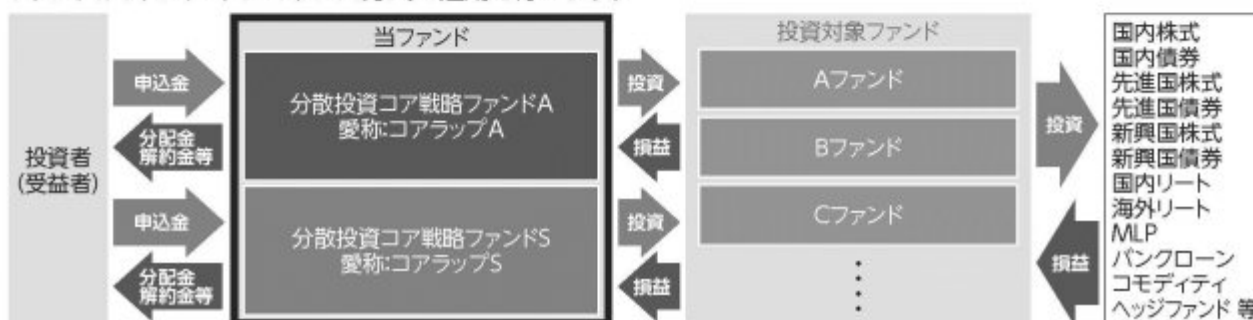 投資者
(受益者)
申込金
分配金
解約金等
申込金
分配金
解約金等
当ファンド
分散投資コア戦略ファンドA
愛称:コアラップA
分散投資コア戦略ファンドS
愛称:コアラップS
投資
損益
投資
損益
投資対象ファンド
Aファンド
Bファンド
Cファンド
投資
損益
国内株式
国内債券
先進国株式
先進国債券
新興国株式
新興国債券
国内リート
海外リート
MLP
バンクローン
コモディティ
ヘッジファンド 等